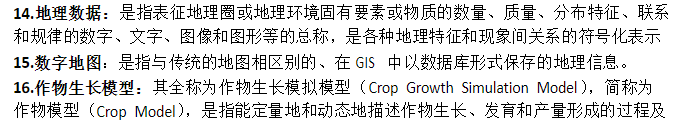 14.地理数据：是指表征地理圈或地理环境固有要素或物质的数量、质量、分布特征、联系
和规律的数字、文字、图像和图形等的总称，是各种地理特征和现象间关系的符号化表示
15.数字地图：是指与传统的地图相区别的、在 GIS 中以数据库形式保存的地理信息。
16.作物生长模型：其全称为作物生长模拟模型（Crop Growth Simulation Model），简称为
作物模型（Crop Model），是指能定量地和动态地描述作物生长、发育和产量形成的过程及